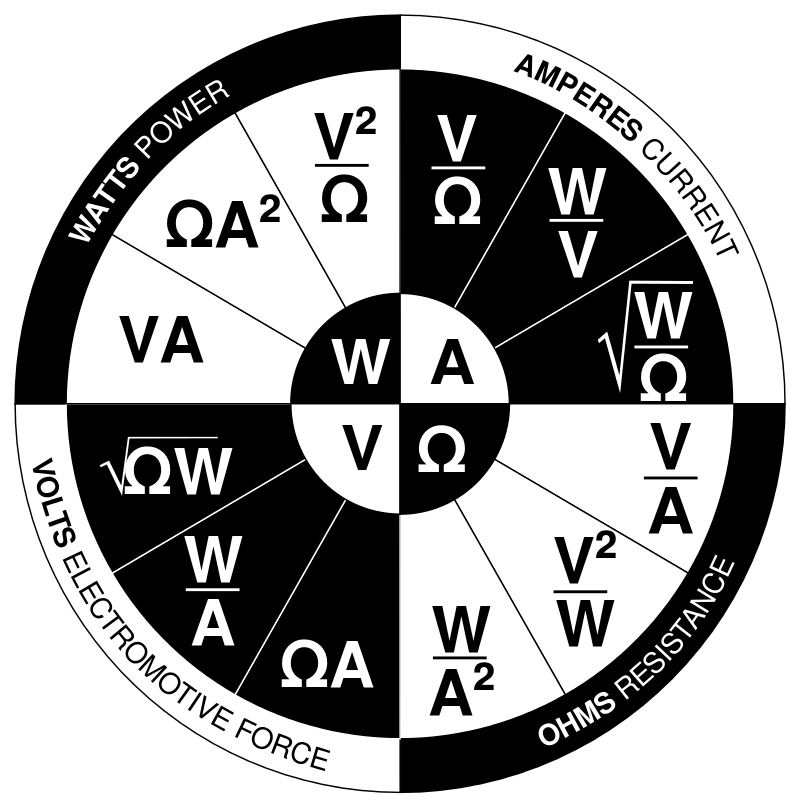 WATTS POWER
AMPERES CURRENT
V²
Ω
V
Ω
ΩA²
W
V
VA
√W
Ω
W
A
V
Ω
√ΩW
V
A
W
A
V²
W
ΩA
W
A²
VOLTS ELECTROMOTIVE FORCE
OHMS RESISTANCE